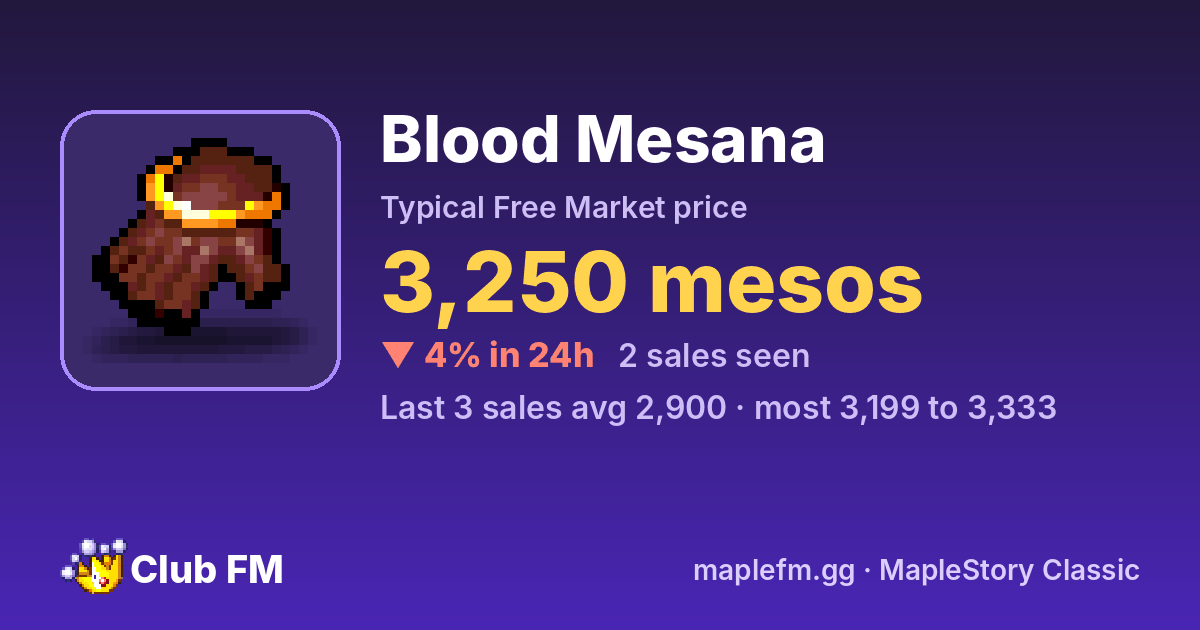 Blood Mesana
Typical Free Market price
3,250 mesos
▼ 4% in 24h 2 sales seen
Last 3 sales avg 2,900 · most 3,199 to 3,333
Club FM
maplefm.gg · MapleStory Classic